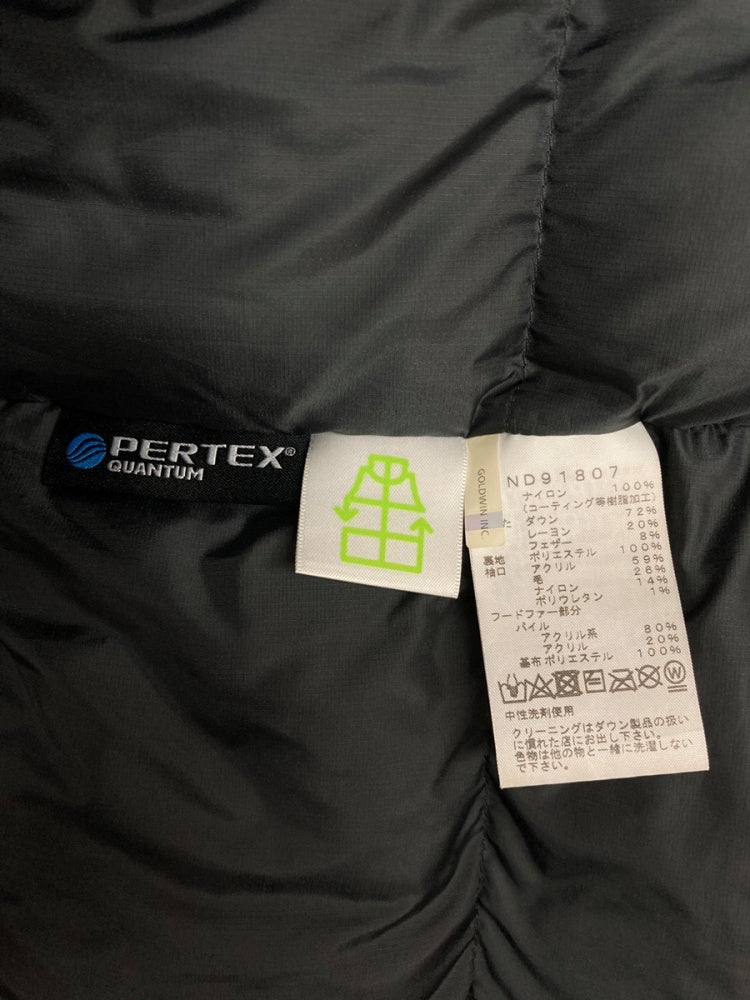 PERTEX®
QUANTUM
GOLDWIN INC
ND91807
ナイロン 100%
(コーティング等樹脂加工)
た ダウン 72%
レーヨン 20%
フェザー 8%
裏地 ポリエステル 100%
袖口 アクリル 59%
毛 26%
ナイロン 14%
ポリウレタン 1%
フードファー部分
パイル
アクリル系 80%
アクリル 20%
基布 ポリエステル 100%
W
中性洗剤使用
クリーニングはダウン製品の扱い
に慣れた店にお出し下さい。
色物は他の物と一緒に洗濯しない
で下さい。